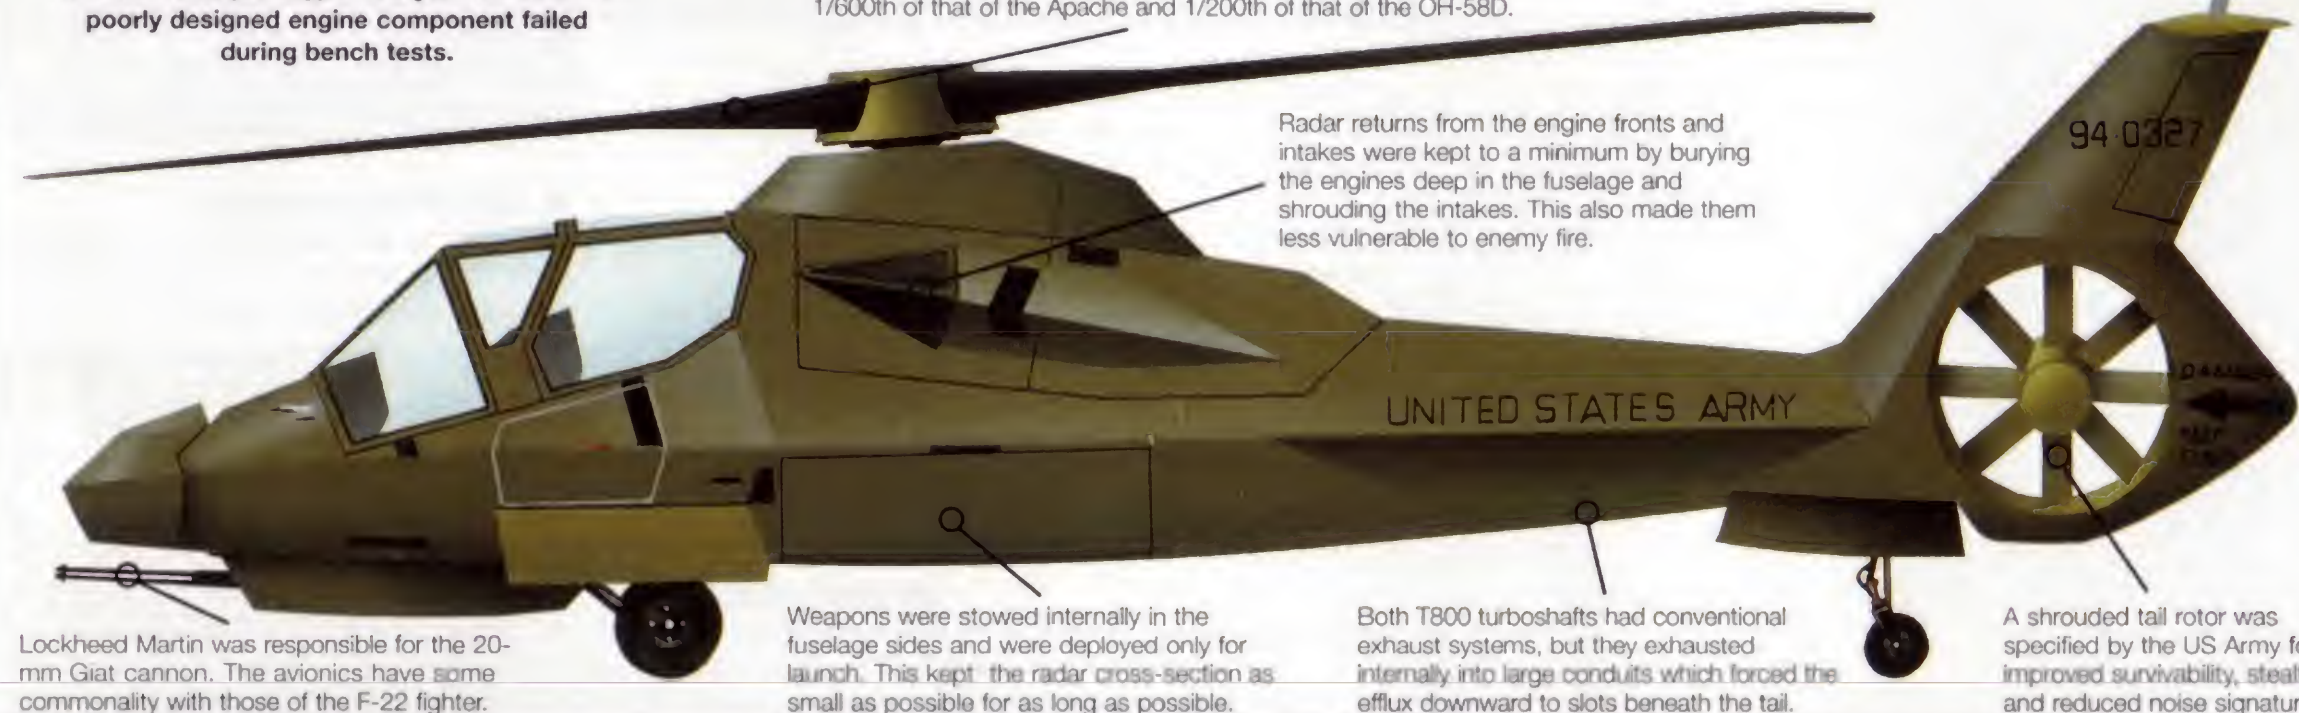 poorly designed engine component failed
during bench tests.
1/600th of that of the Apache and 1/200th of that of the OH-58D.
Radar returns from the engine fronts and
intakes were kept to a minimum by burying
the engines deep in the fuselage and
shrouding the intakes. This also made them
less vulnerable to enemy fire.
94-0327
UNITED STATES ARMY
Lockheed Martin was responsible for the 20-
mm Giat cannon. The avionics have some
commonality with those of the F-22 fighter.
Weapons were stowed internally in the
fuselage sides and were deployed only for
launch. This kept the radar cross-section as
small as possible for as long as possible.
Both T800 turboshafts had conventional
exhaust systems, but they exhausted
internally into large conduits which forced the
efflux downward to slots beneath the tail.
A shrouded tail rotor was
specified by the US Army
improved survivability,
and reduced noise